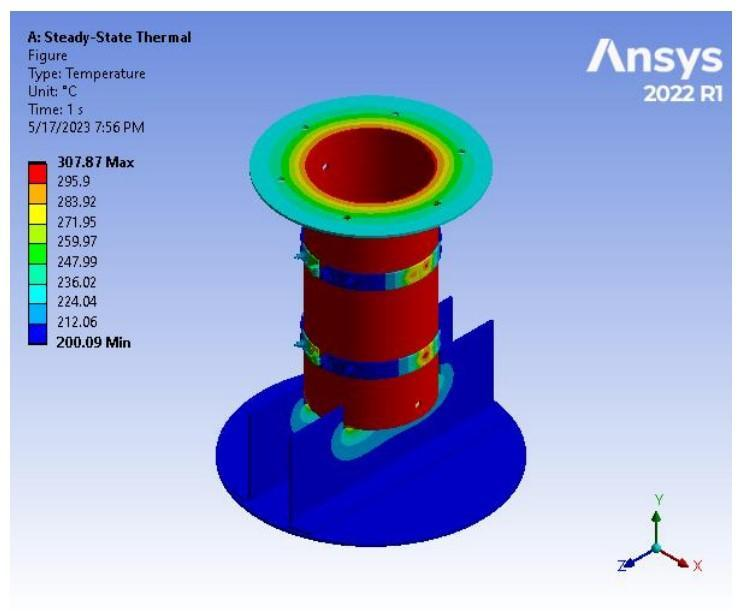 A: Steady-State Thermal
Figure
Type: Temperature
Unit: °C
Time: 1 s
5/17/2023 7:56 PM
Ansys
2022 R1
307.87 Max
295.9
283.92
271.95
259.97
247.99
236.02
224.04
212.06
200.09 Min
Y
Z
X